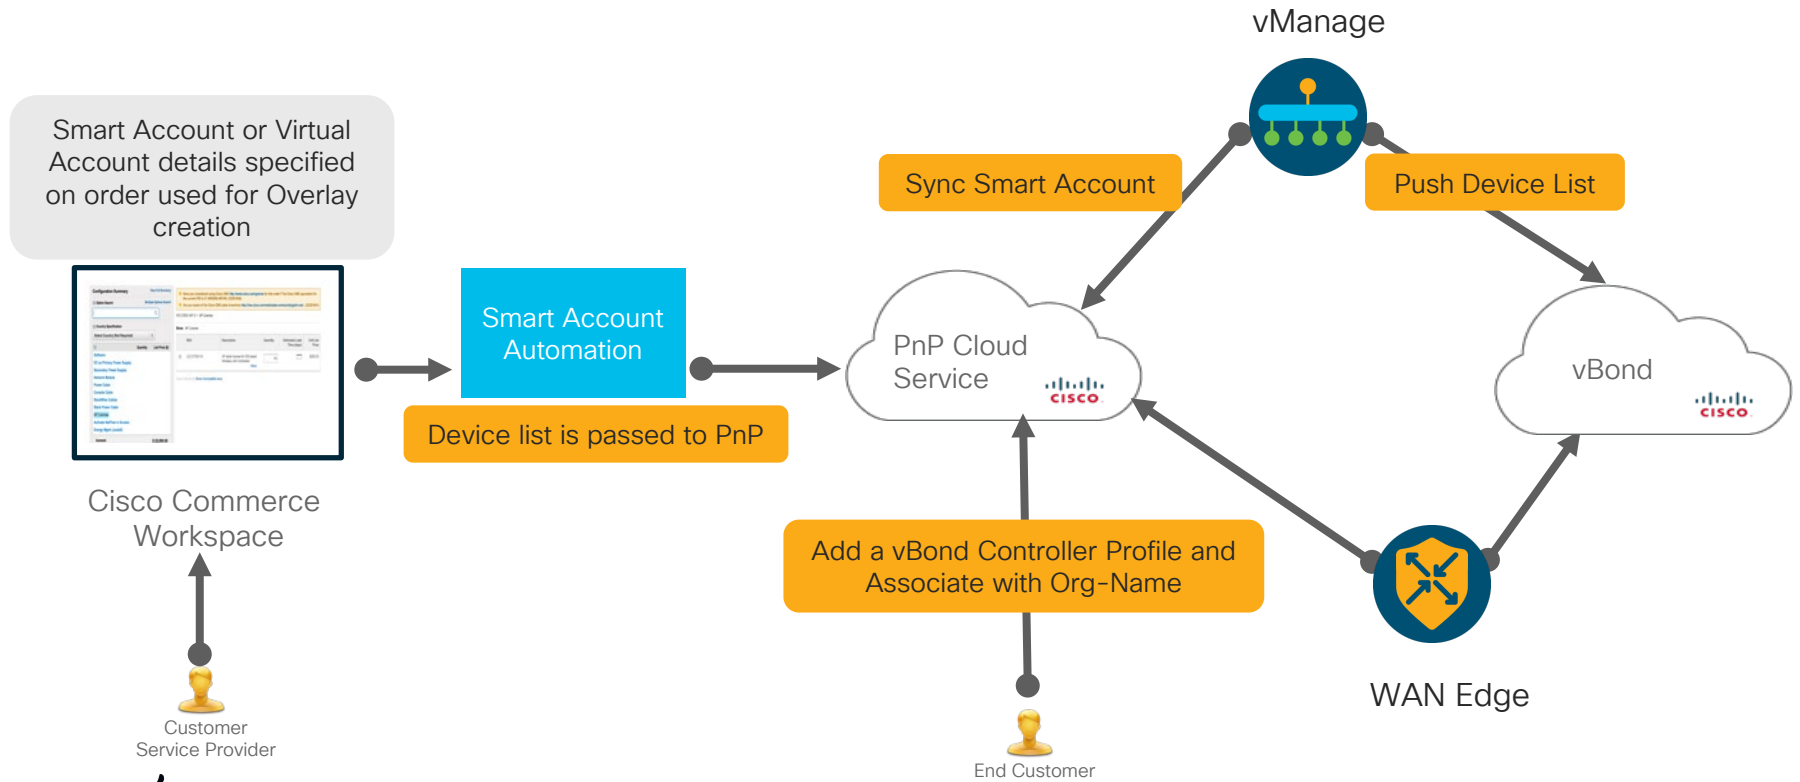 vManage
Smart Account or Virtual
Account details specified
on order used for Overlay
creation
Sync Smart Account
Push Device List
Configuration Summary
Smart Account
Automation
PnP Cloud
Service
CISCO
vBond
CISCO
Device list is passed to PnP
Cisco Commerce
Workspace
Add a vBond Controller Profile and
Associate with Org-Name
WAN Edge
Customer
Service Provider
End Customer